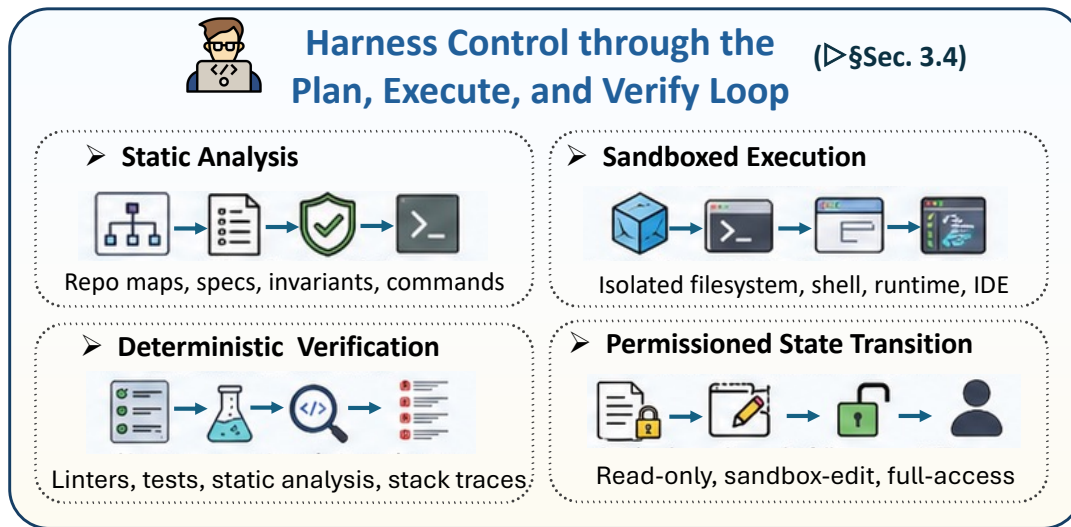 Harness Control through the
Plan, Execute, and Verify Loop
(▷§Sec. 3.4)
➢ Static Analysis
Repo maps, specs, invariants, commands
➢ Sandboxed Execution
Isolated filesystem, shell, runtime, IDE
➢ Deterministic Verification
Linters, tests, static analysis, stack traces
➢ Permissioned State Transition
Read-only, sandbox-edit, full-access